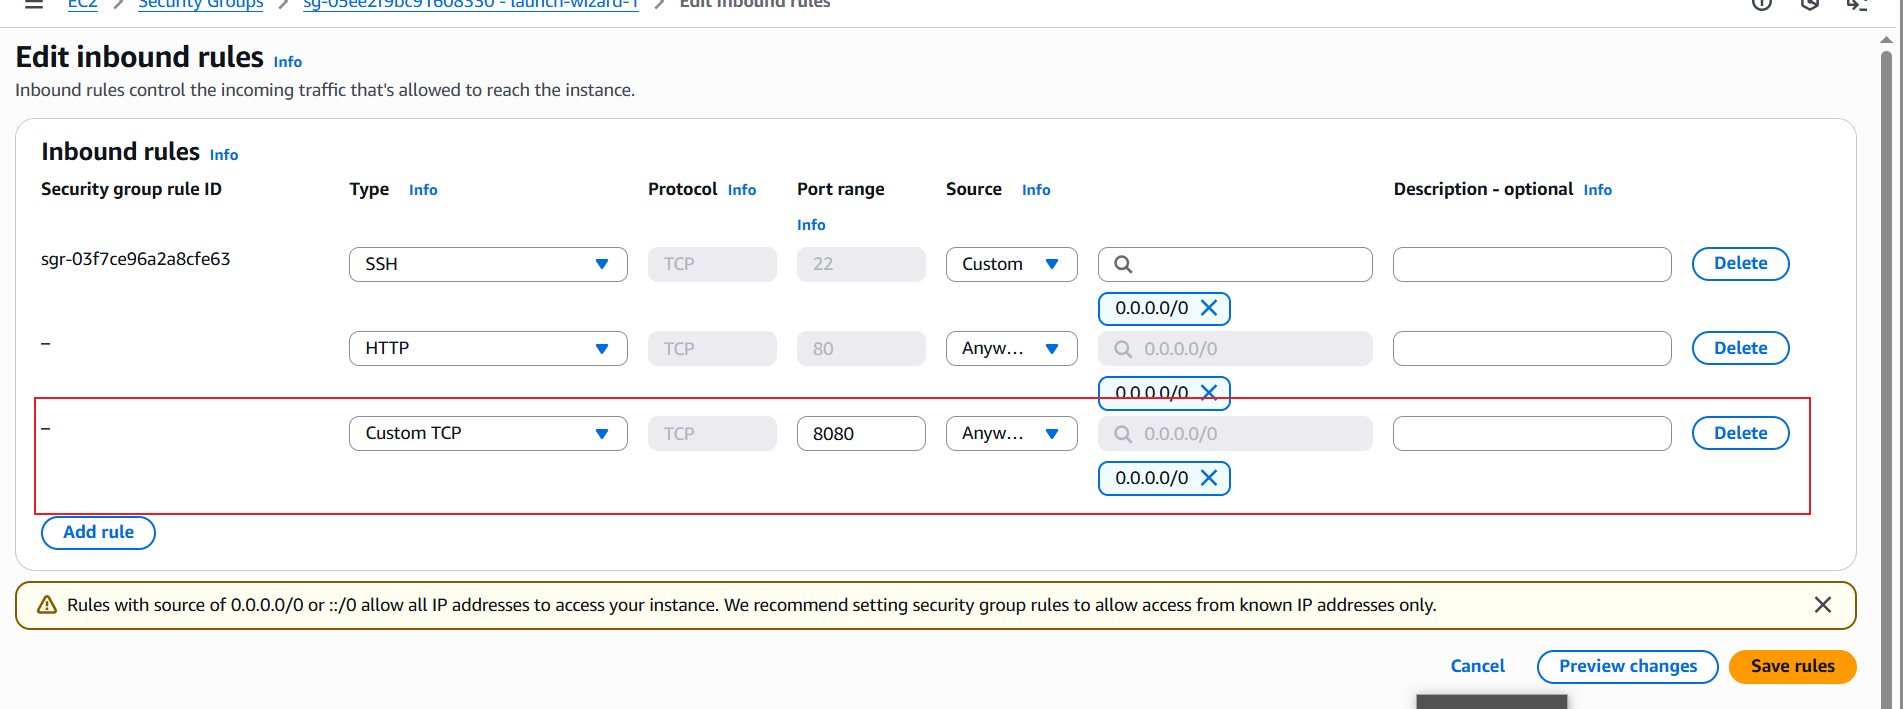 EC2 > Security Groups > sg-05ee2f9bc91608330 - launch-wizard-1 > Edit inbound rules
Edit inbound rules Info
Inbound rules control the incoming traffic that's allowed to reach the instance.
Inbound rules Info
Security group rule ID Type Info Protocol Info Port range Source Info Description - optional Info
Info
sgr-03f7ce96a2a8cfe63 SSH TCP 22 Custom Delete
0.0.0.0/0
– HTTP TCP 80 Anyw... 0.0.0.0/0 Delete
0.0.0.0/0
– Custom TCP TCP 8080 Anyw... 0.0.0.0/0 Delete
0.0.0.0/0
Add rule
Rules with source of 0.0.0.0/0 or ::/0 allow all IP addresses to access your instance. We recommend setting security group rules to allow access from known IP addresses only.
Cancel Preview changes Save rules